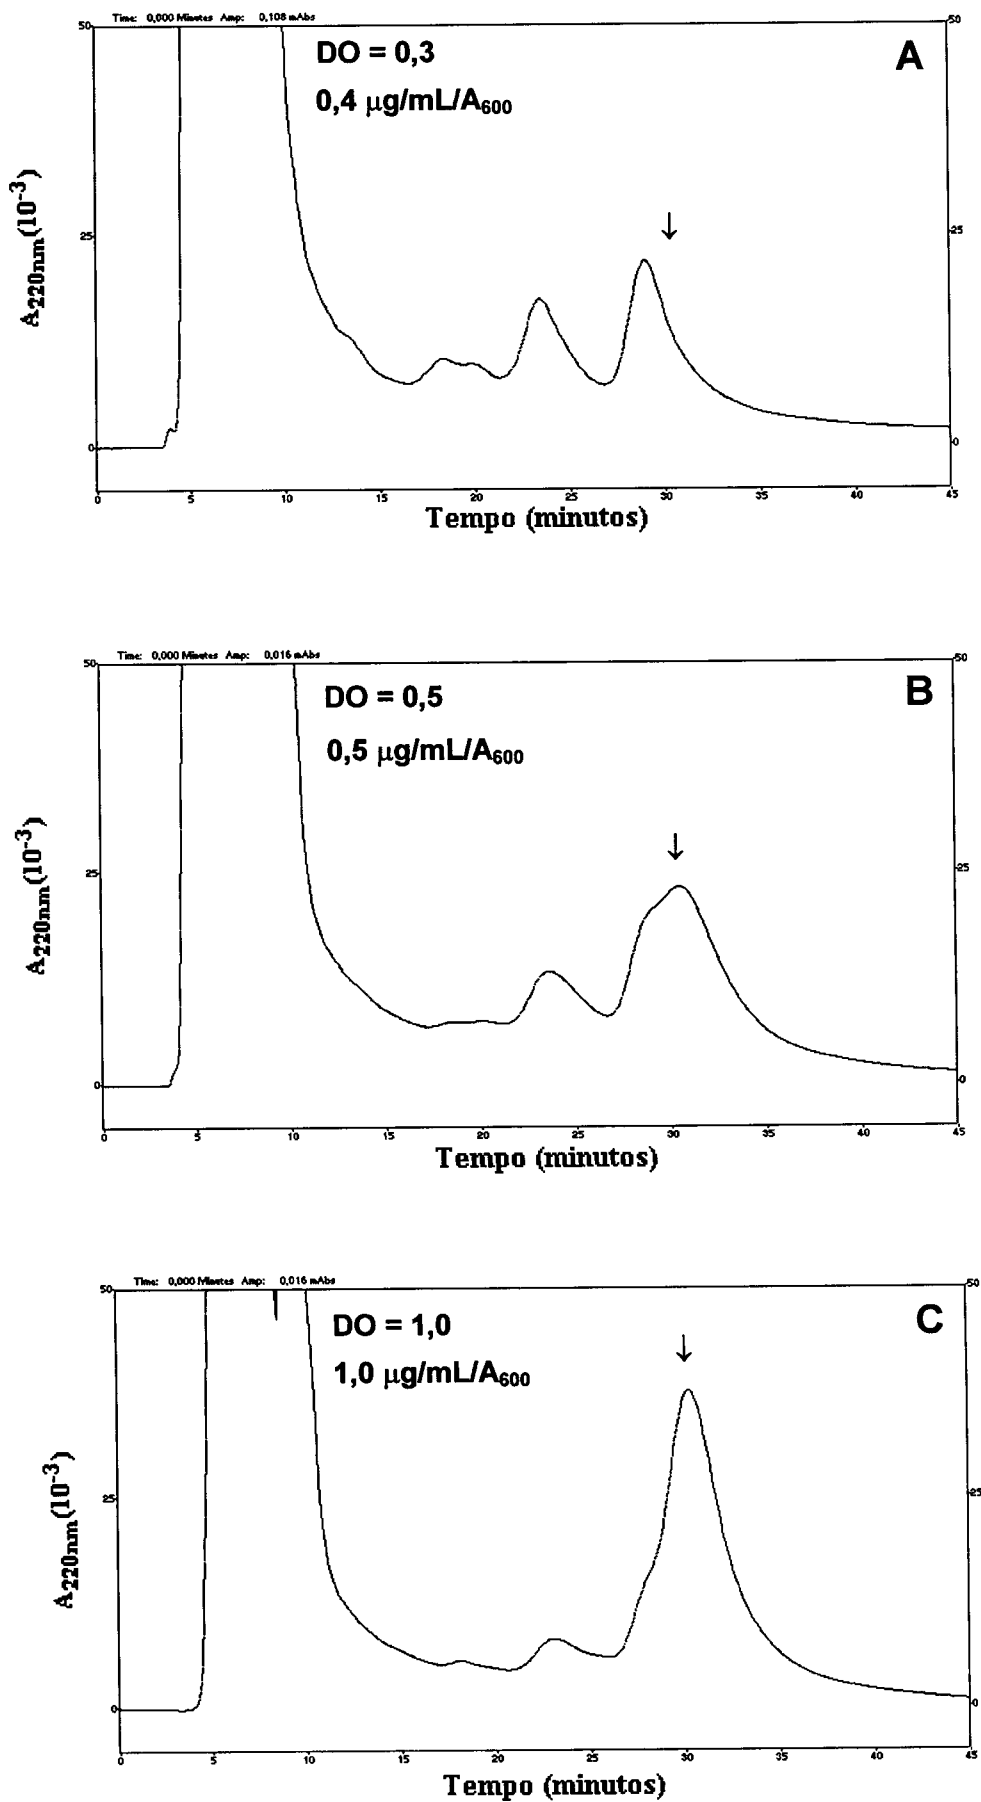 Time: 0,000 Minutes Amp: 0,108 mAbs
50 50
DO = 0,3 A
0,4 µg/mL/A600
A220nm(10-3)
25 25
0 0
0 5 10 15 20 25 30 35 40 45
Tempo (minutos)
Time: 0,000 Minutes Amp: 0,016 mAbs
50 50
DO = 0,5 B
0,5 µg/mL/A600
A220nm(10-3)
25 25
0 0
0 5 10 15 20 25 30 35 40 45
Tempo (minutos)
Time: 0,000 Minutes Amp: 0,016 mAbs
50 50
DO = 1,0 C
1,0 µg/mL/A600
A220nm(10-3)
25 25
0 0
0 5 10 15 20 25 30 35 40 45
Tempo (minutos)